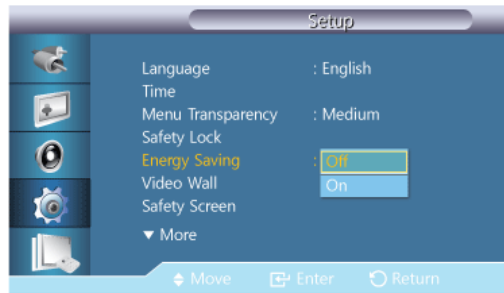 Setup
Language : English
Time
Menu Transparency : Medium
Safety Lock
Energy Saving : Off
On
Video Wall
Safety Screen
▼ More
Move Enter Return